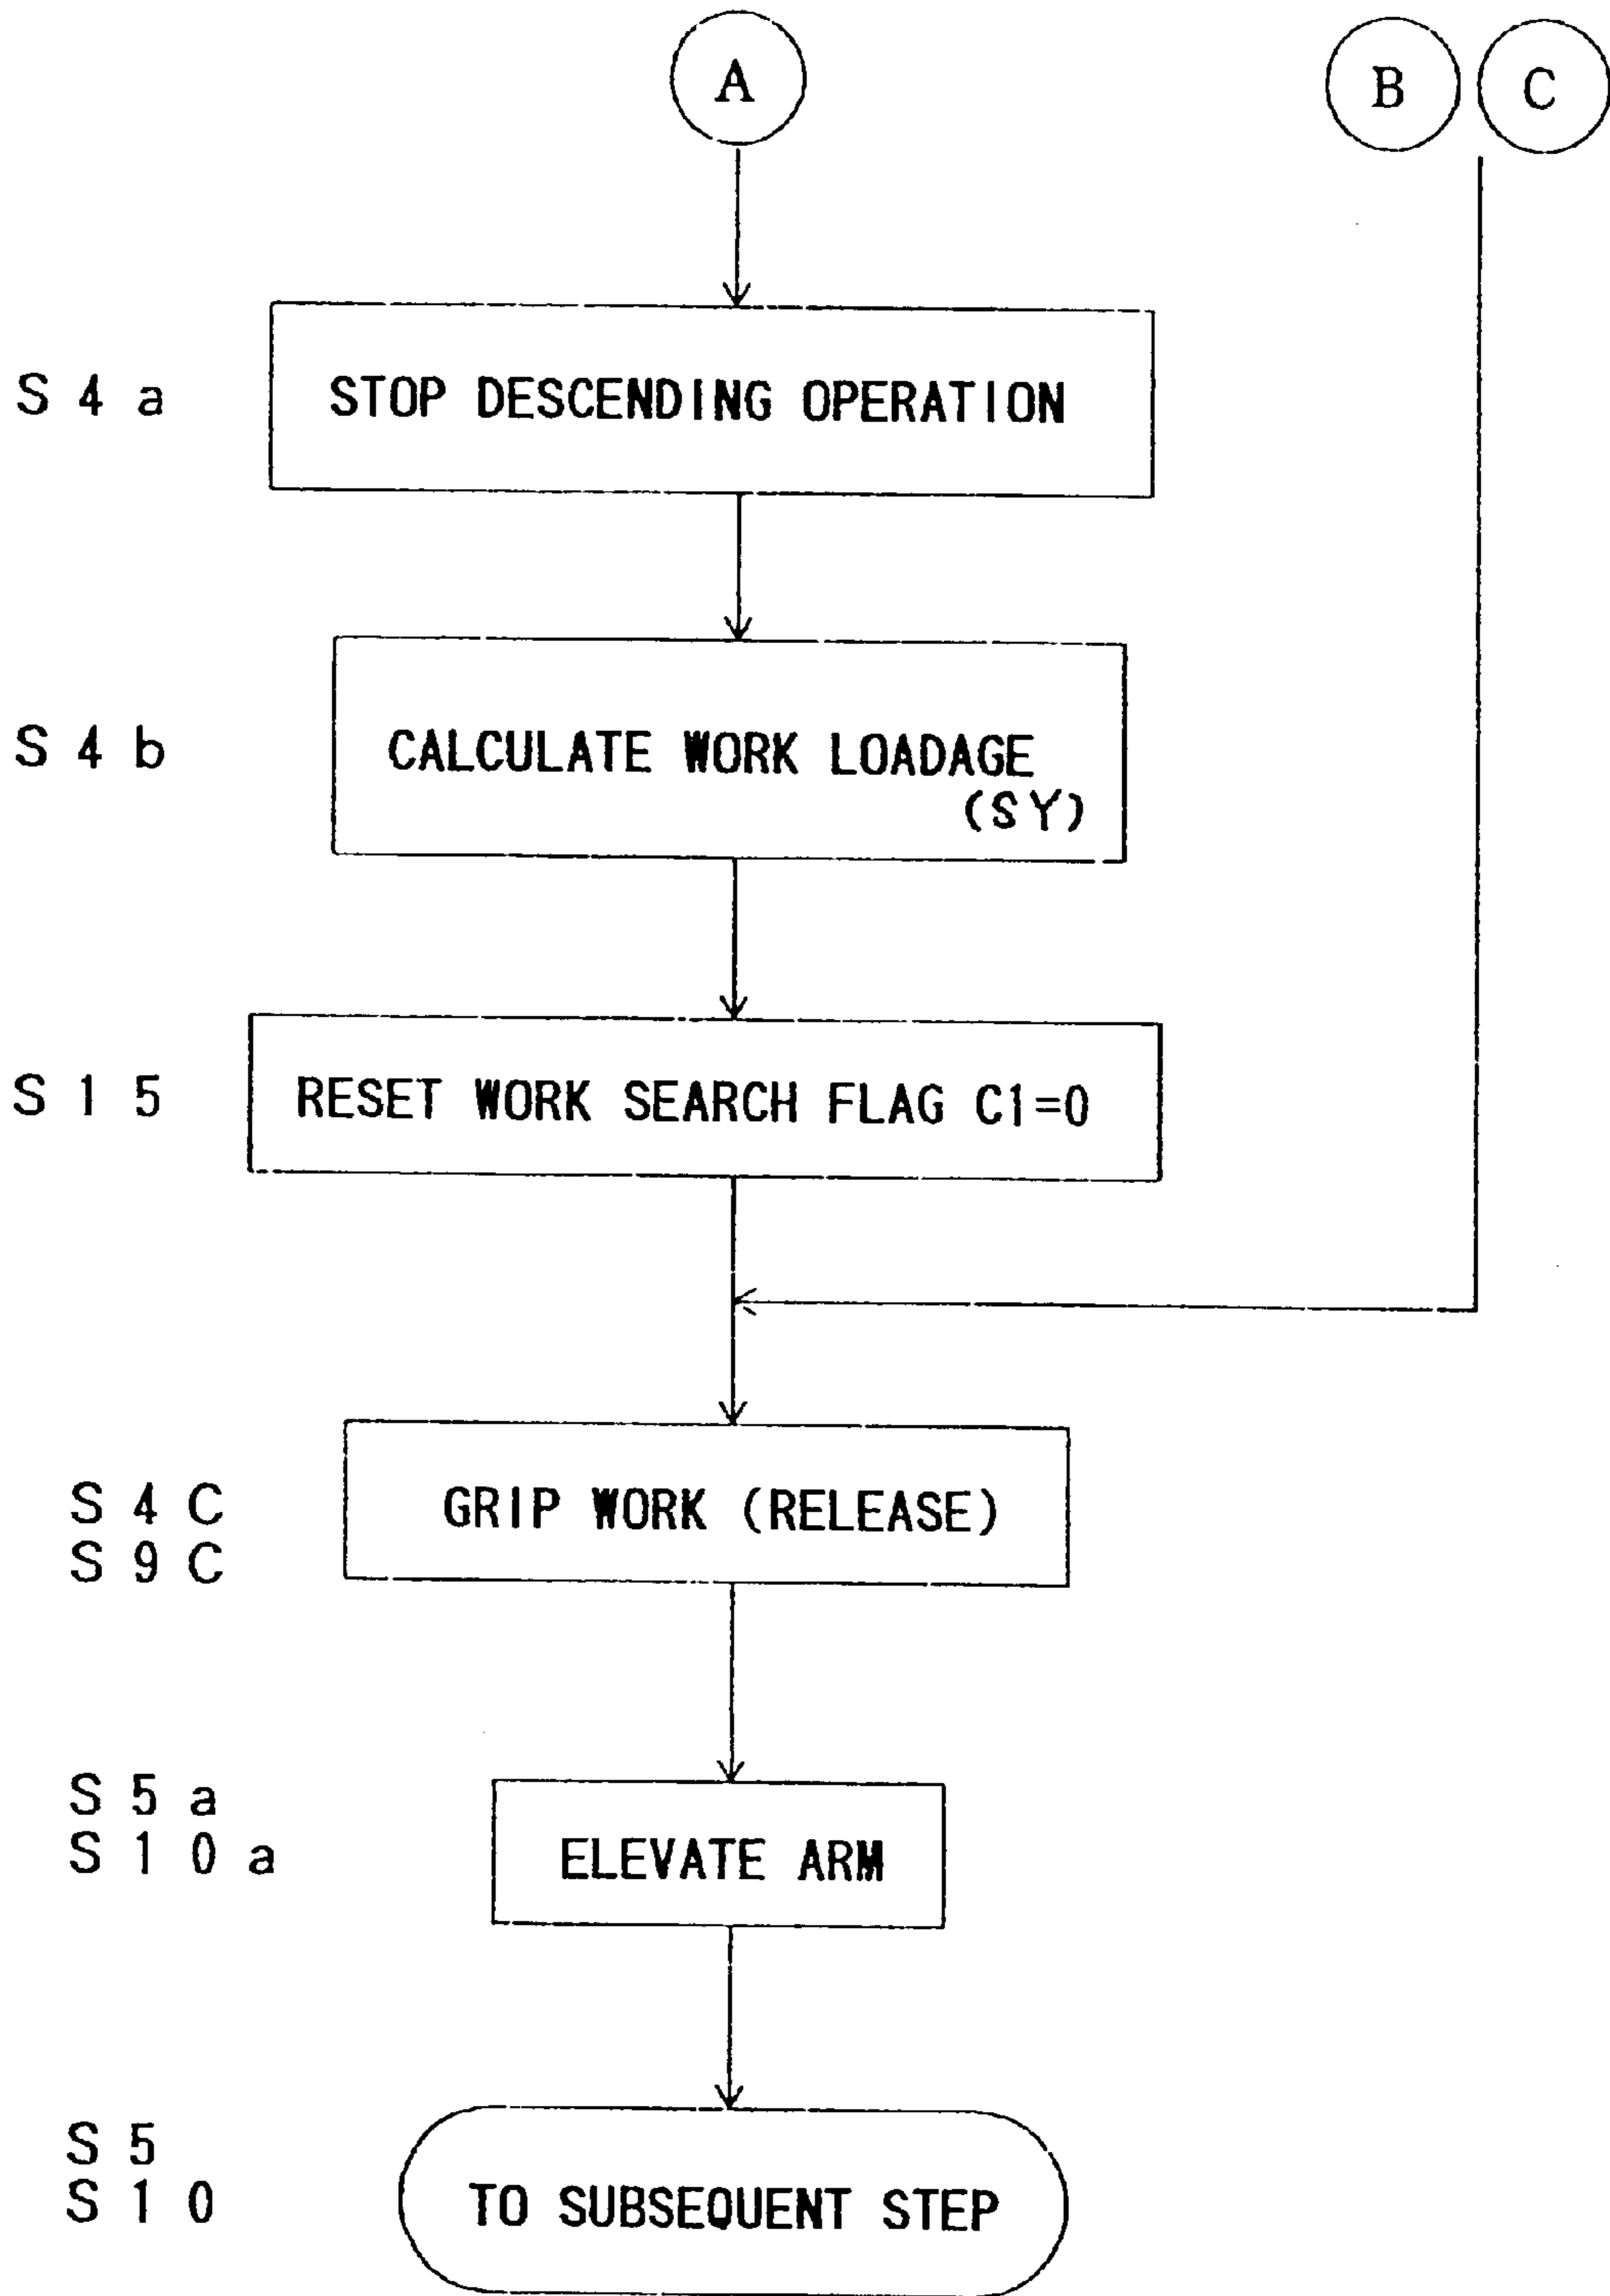 A
B C
S 4 a STOP DESCENDING OPERATION
S 4 b CALCULATE WORK LOADAGE
(SY)
S 1 5 RESET WORK SEARCH FLAG C1=0
S 4 C GRIP WORK (RELEASE)
S 9 C
S 5 a
S 1 0 a ELEVATE ARM
S 5
S 1 0 TO SUBSEQUENT STEP